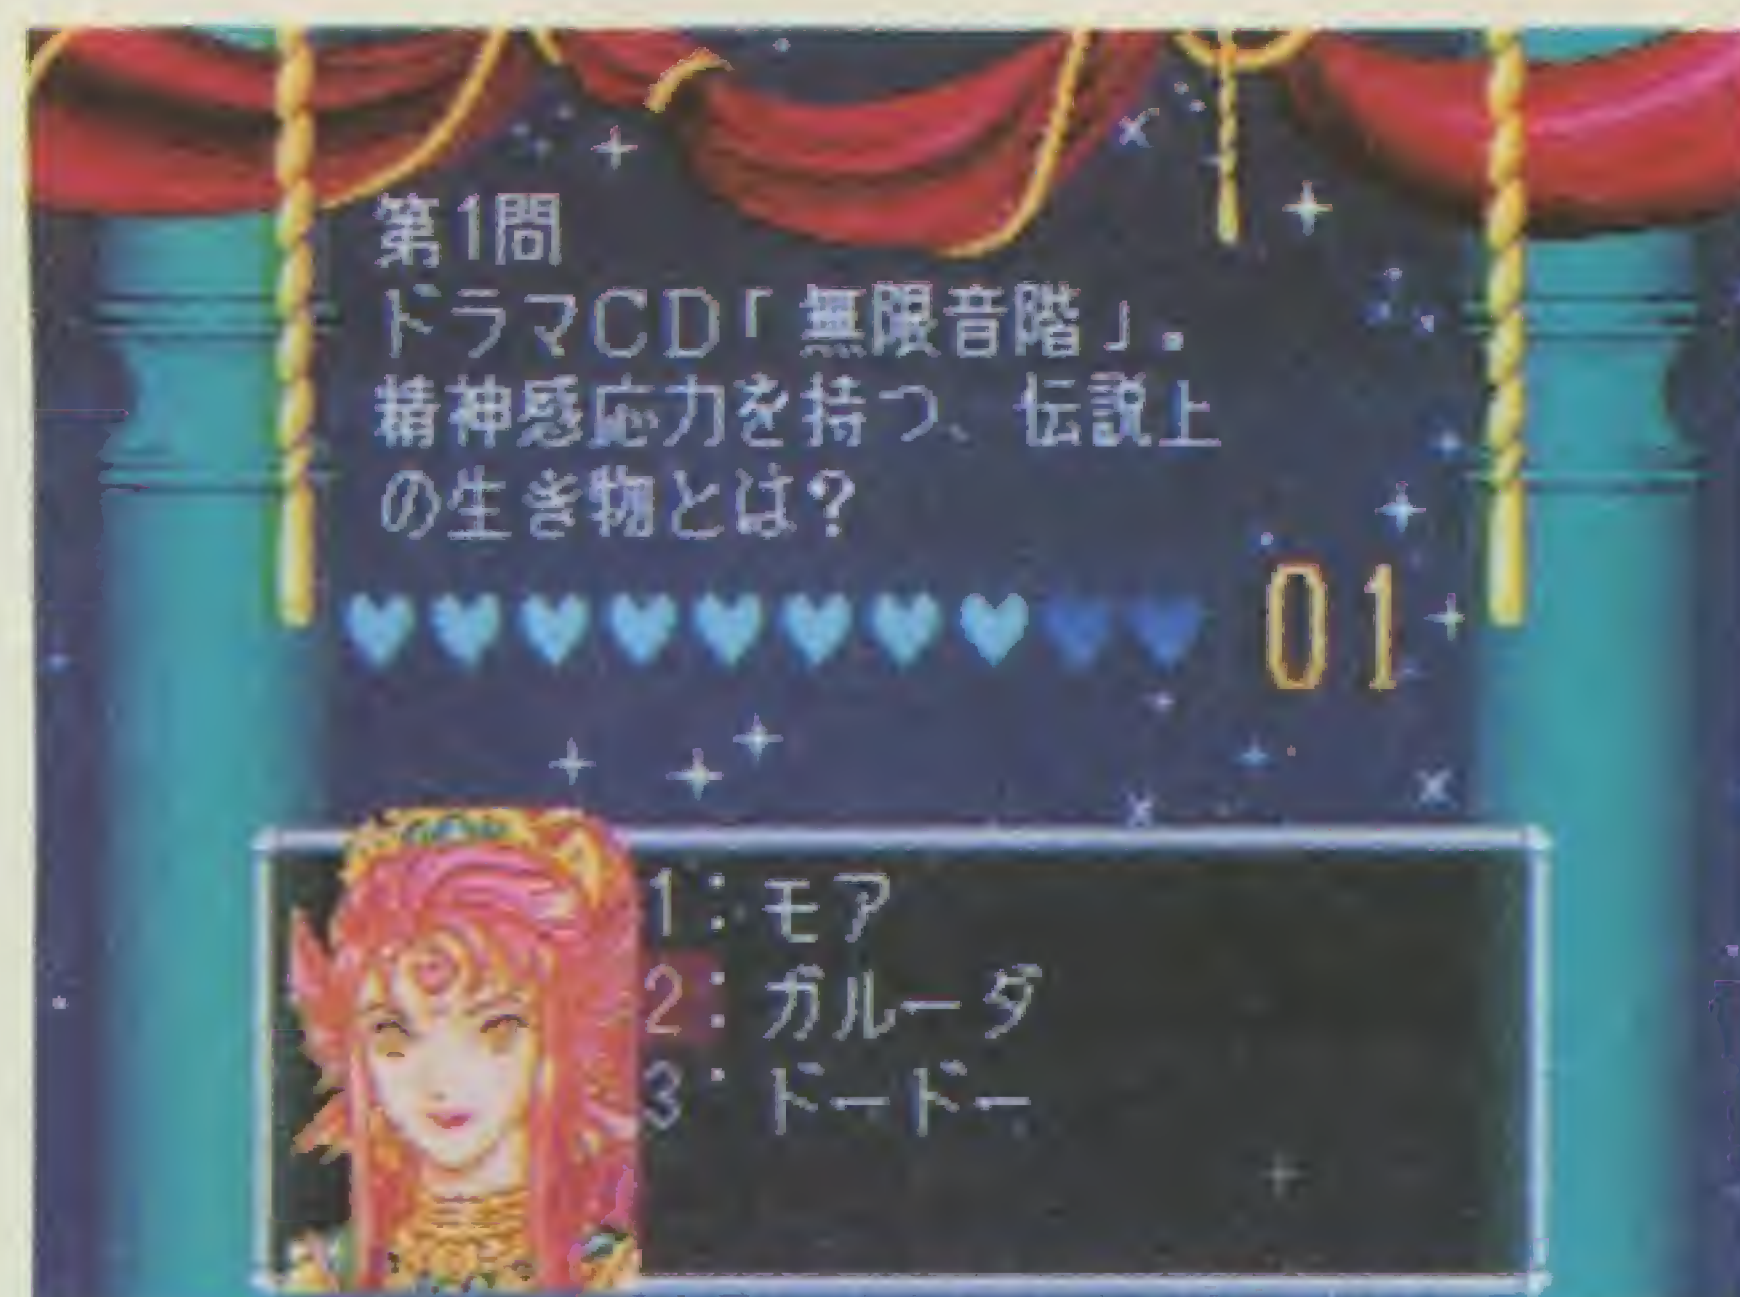 第1問
ドラマCD「無限音階」。
精神感応力を持つ、伝説上
の生き物とは?
01
1:モア
2:ガルーダ
3:ドードー